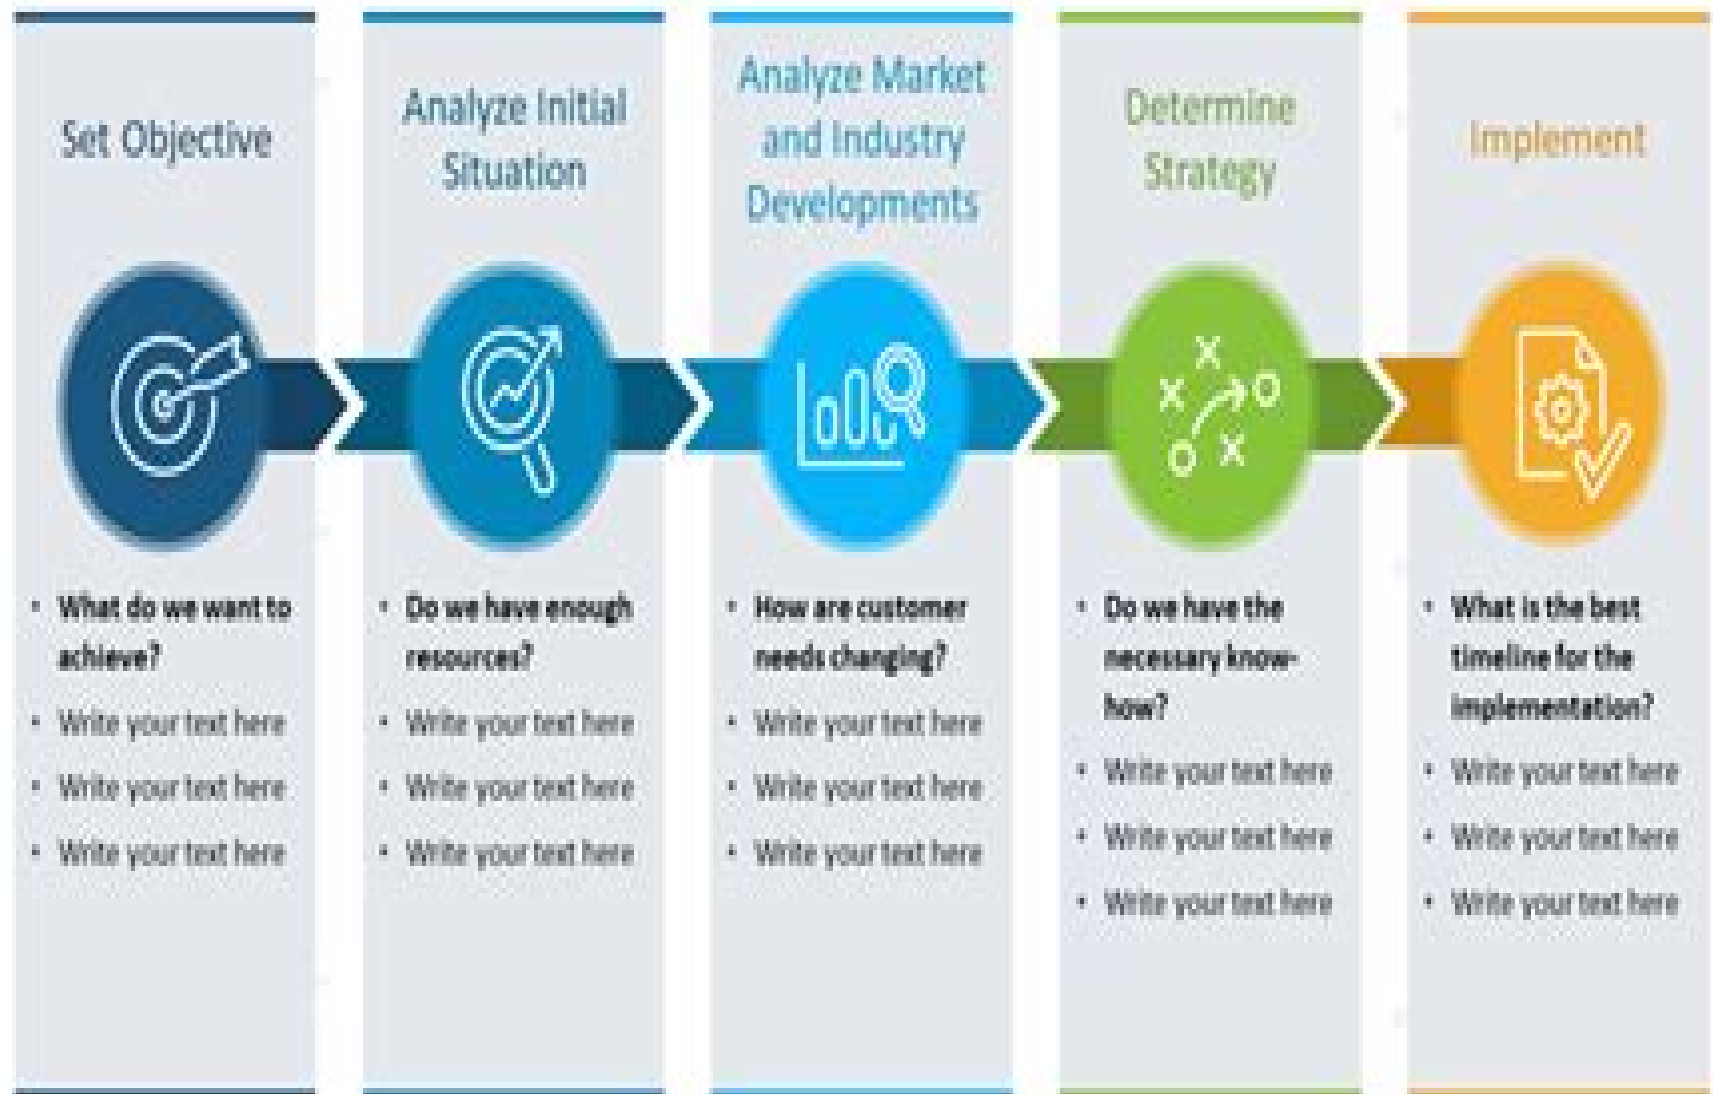 Set Objective
• What do we want to
achieve?
• Write your text here
• Write your text here
• Write your text here
Analyze Initial
Situation
• Do we have enough
resources?
• Write your text here
• Write your text here
• Write your text here
Analyze Market
and Industry
Developments
• How are customer
needs changing?
• Write your text here
• Write your text here
• Write your text here
Determine
Strategy
• Do we have the
necessary know-
how?
• Write your text here
• Write your text here
• Write your text here
Implement
• What is the best
timeline for the
implementation?
• Write your text here
• Write your text here
• Write your text here